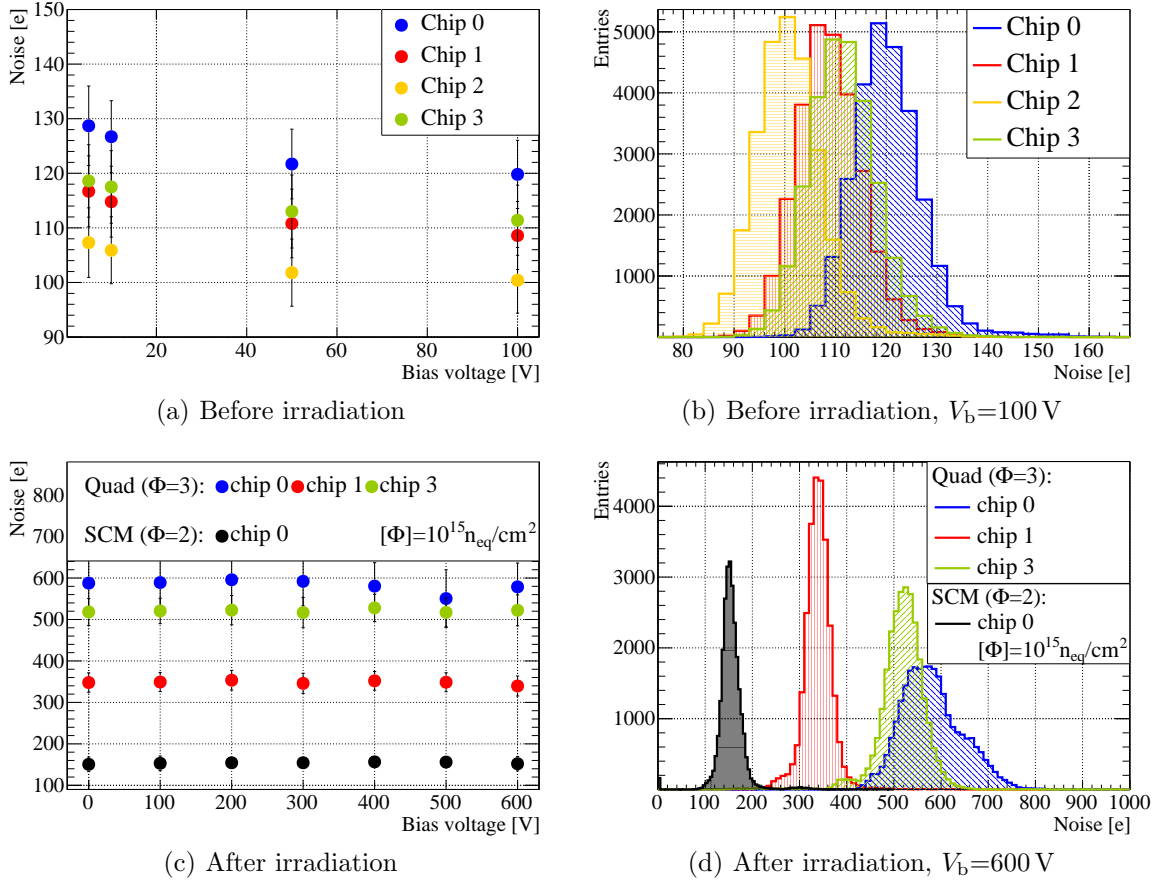 Noise [e]
150
140
130
120
110
100
90
20 40 60 80 100
Bias voltage [V]
Chip 0
Chip 1
Chip 2
Chip 3
(a) Before irradiation
Entries
5000
4000
3000
2000
1000
80 90 100 110 120 130 140 150 160
Noise [e]
Chip 0
Chip 1
Chip 2
Chip 3
(b) Before irradiation, V_b=100 V
Noise [e]
800
700
600
500
400
300
200
100
0 100 200 300 400 500 600
Bias voltage [V]
Quad (Φ=3): chip 0 chip 1 chip 3
SCM (Φ=2): chip 0 [Φ]=10^15 n_eq/cm^2
(c) After irradiation
Entries
4000
3000
2000
1000
0 100 200 300 400 500 600 700 800 900 1000
Noise [e]
Quad (Φ=3):
chip 0
chip 1
chip 3
SCM (Φ=2):
chip 0
[Φ]=10^15 n_eq/cm^2
(d) After irradiation, V_b=600 V